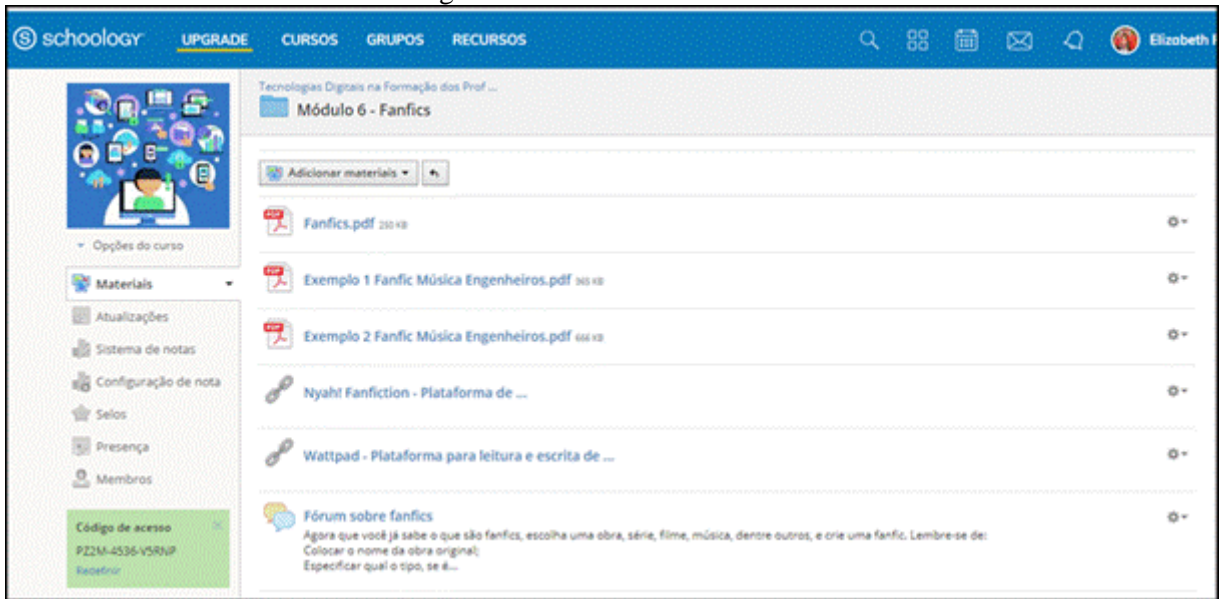 schoology UPGRADE CURSOS GRUPOS RECURSOS Elizabeth
Tecnologias Digitais na Formação dos Prof ...
Módulo 6 - Fanfics
Adicionar materiais
Fanfics.pdf 250 KB
Opções do curso
Materiais
Exemplo 1 Fanfic Música Engenheiros.pdf 365 KB
Atualizações
Sistema de notas
Exemplo 2 Fanfic Música Engenheiros.pdf 666 KB
Configuração de nota
Nyah! Fanfiction - Plataforma de ...
Selos
Presença
Wattpad - Plataforma para leitura e escrita de ...
Membros
Fórum sobre fanfics
Agora que você já sabe o que são fanfics, escolha uma obra, série, filme, música, dentre outros, e crie uma fanfic. Lembre-se de:
Colocar o nome da obra original;
Especificar qual o tipo, se é...
Código de acesso
PZ2M-4536-V5RNP
Redefinir